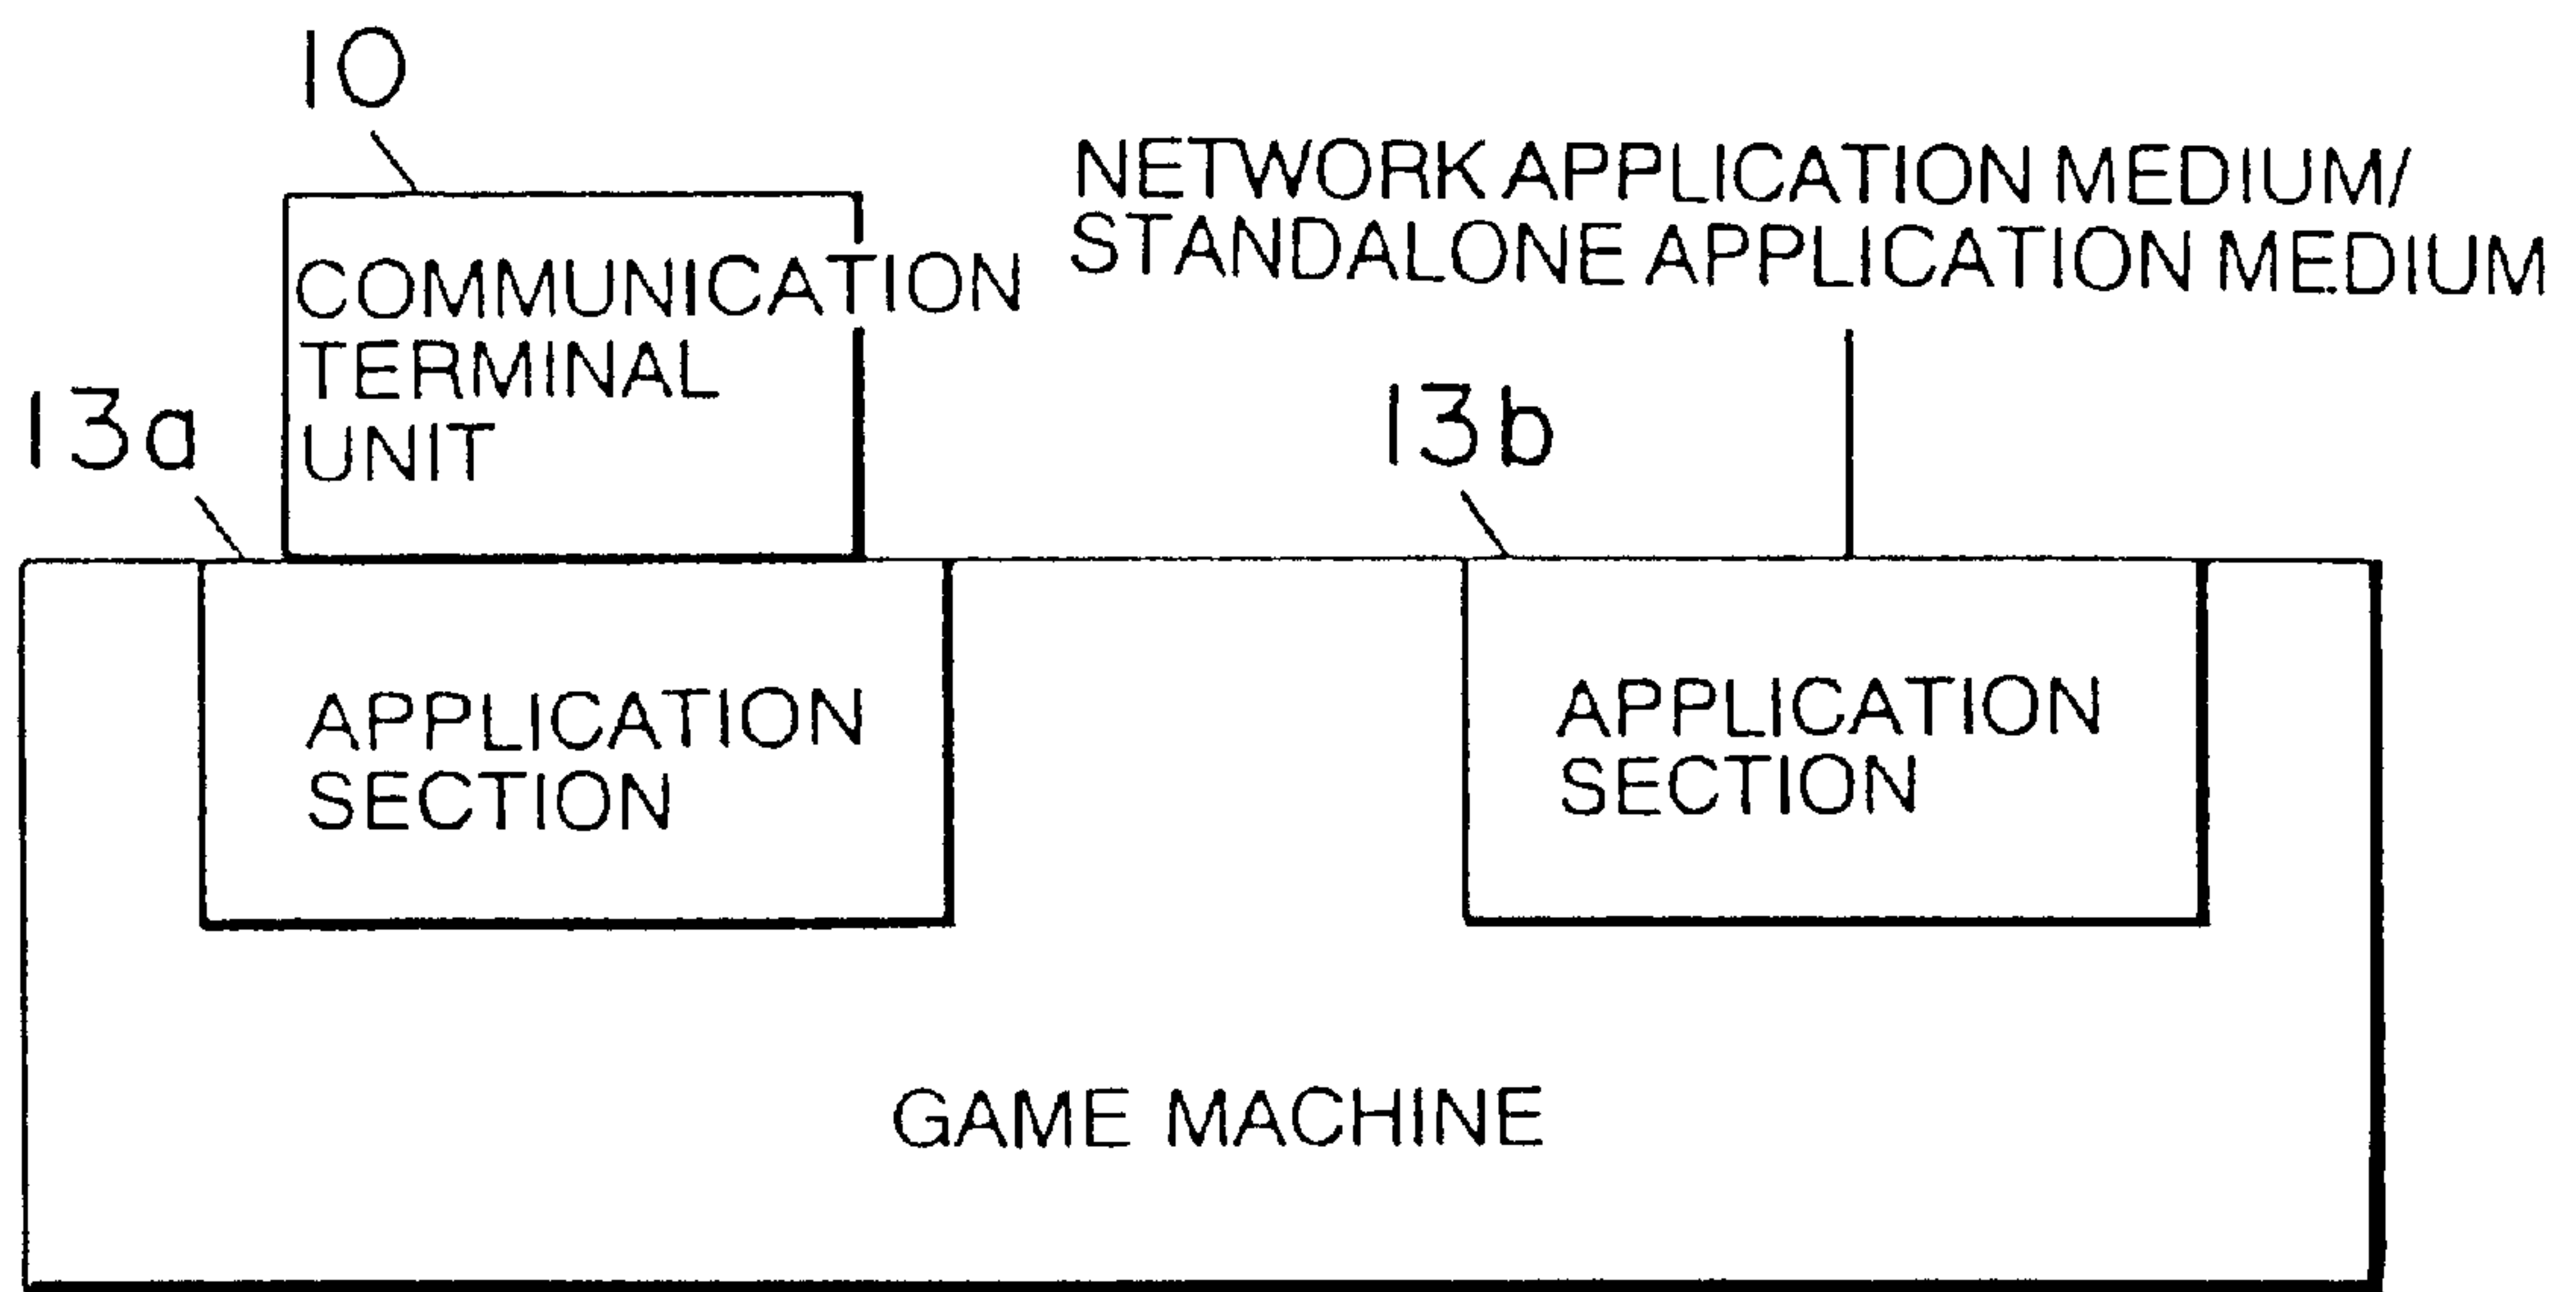 10
NETWORK APPLICATION MEDIUM/
STANDALONE APPLICATION MEDIUM
COMMUNICATION
TERMINAL
UNIT
13a
13b
APPLICATION
SECTION
APPLICATION
SECTION
GAME MACHINE